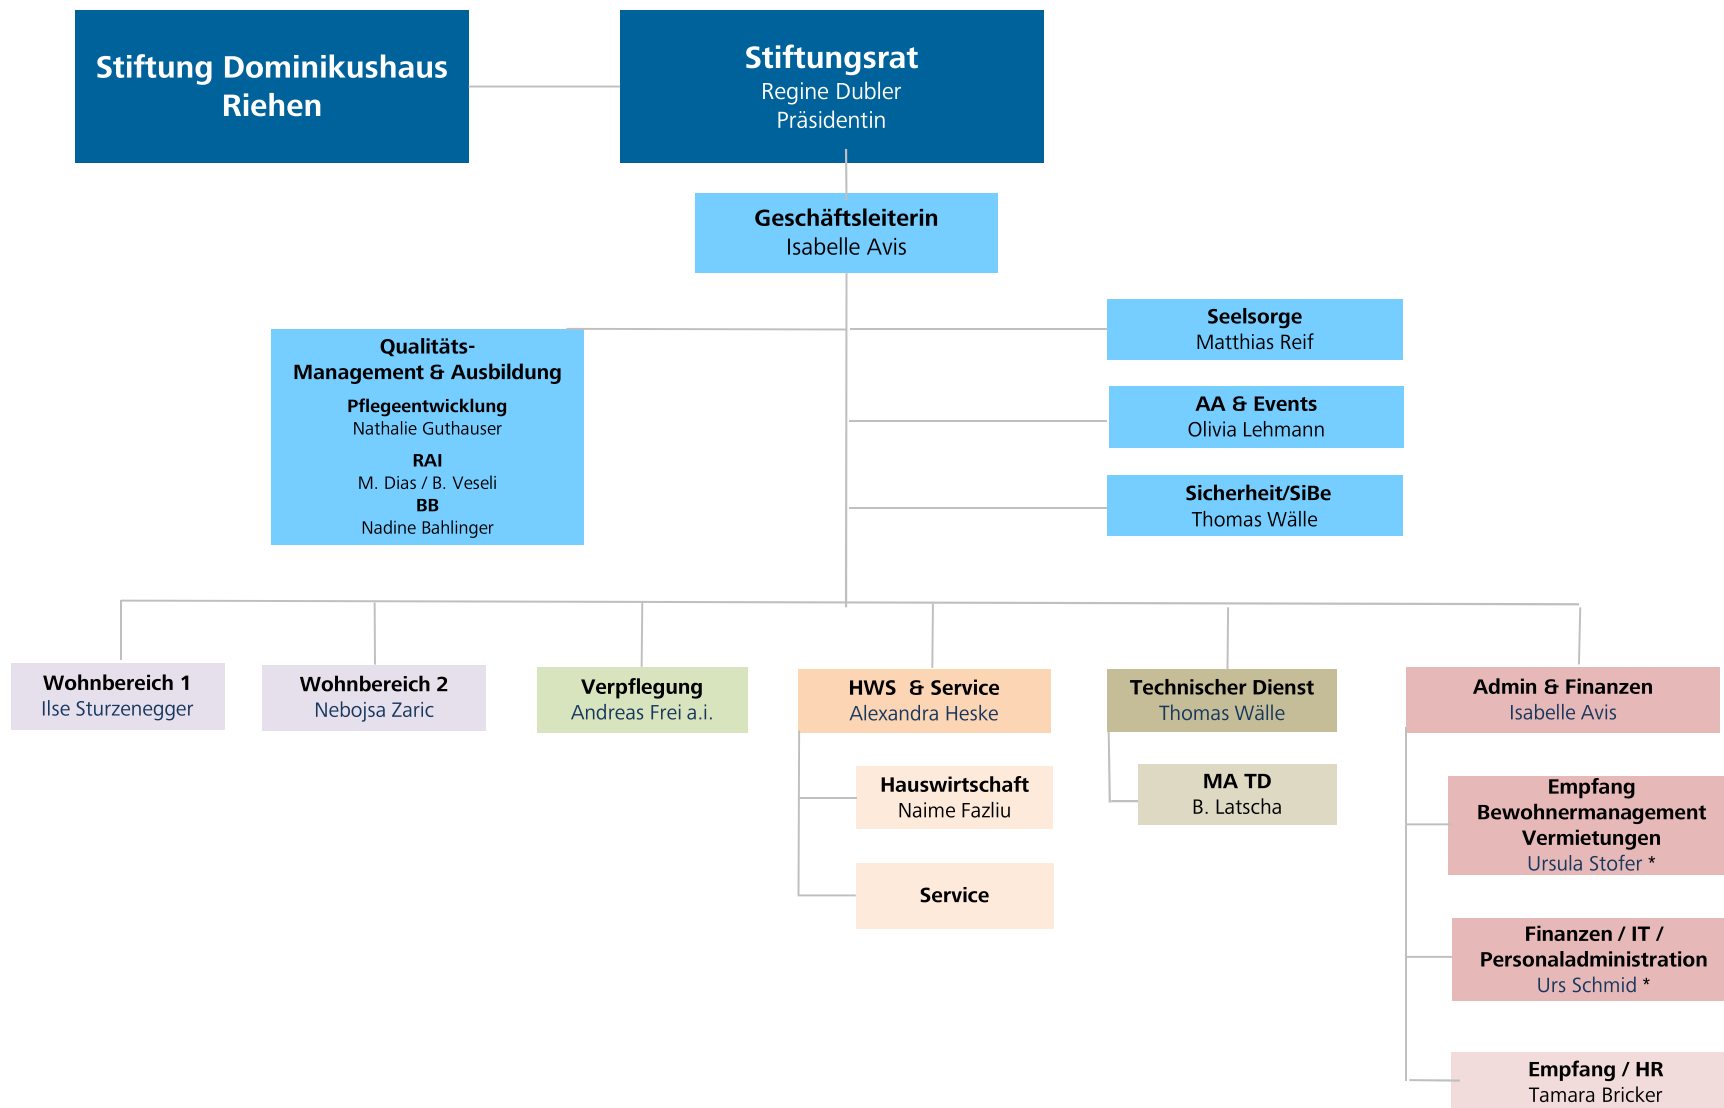 Stiftung Dominikushaus
Riehen
Stiftungsrat
Regine Dubler
Präsidentin
Geschäftsleiterin
Isabelle Avis
Qualitäts-
Management & Ausbildung
Pflegeentwicklung
Nathalie Guthauser
RAI
M. Dias / B. Veseli
BB
Nadine Bahlinger
Seelsorge
Matthias Reif
AA & Events
Olivia Lehmann
Sicherheit/SiBe
Thomas Wälle
Wohnbereich 1
Ilse Sturzenegger
Wohnbereich 2
Nebojsa Zaric
Verpflegung
Andreas Frei a.i.
HWS & Service
Alexandra Heske
Hauswirtschaft
Naime Fazliu
Service
Technischer Dienst
Thomas Wälle
MA TD
B. Latscha
Admin & Finanzen
Isabelle Avis
Empfang
Bewohnermanagement
Vermietungen
Ursula Stofer *
Finanzen / IT /
Personaladministration
Urs Schmid *
Empfang / HR
Tamara Bricker